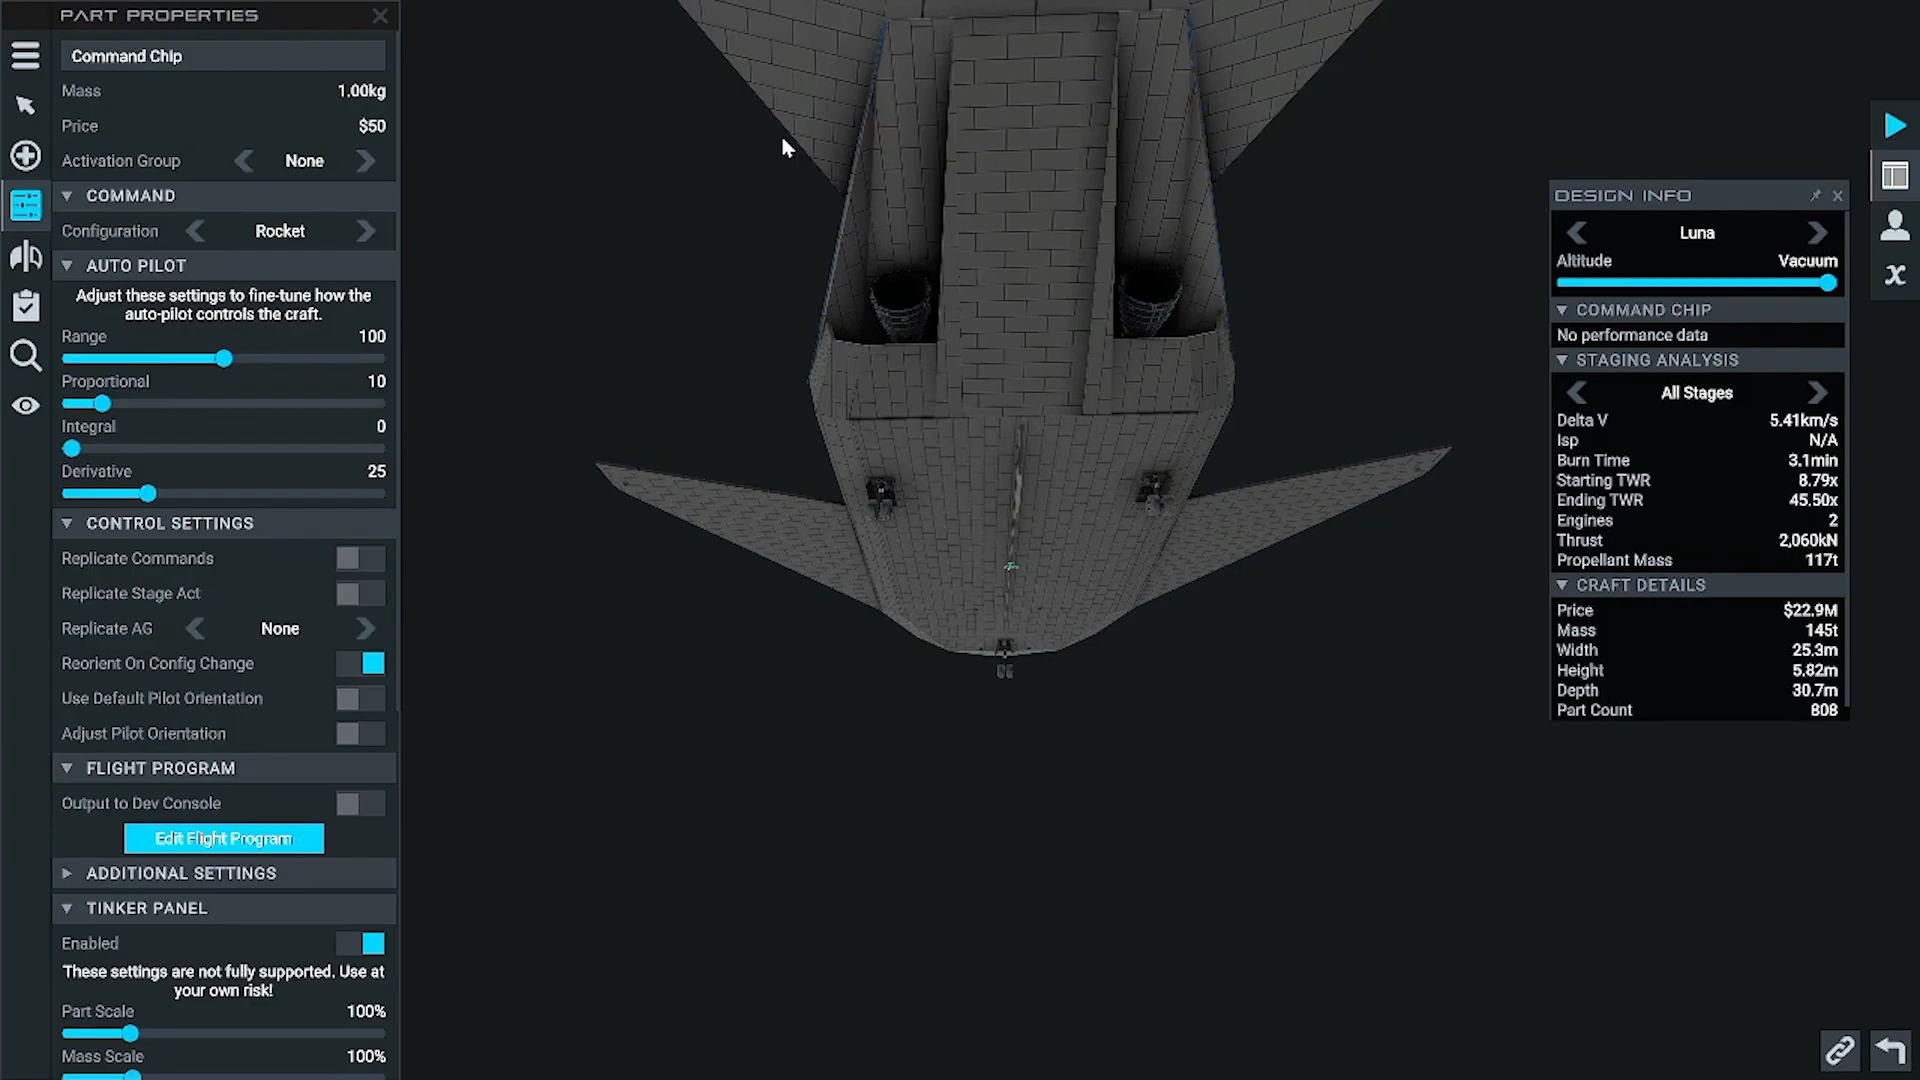 PART PROPERTIES
Command Chip
Mass 1.00kg
Price $50
Activation Group None
COMMAND
Configuration Rocket
AUTO PILOT
Adjust these settings to fine-tune how the
auto-pilot controls the craft.
Range 100
Proportional 10
Integral 0
Derivative 25
CONTROL SETTINGS
Replicate Commands
Replicate Stage Act
Replicate AG None
Reorient On Config Change
Use Default Pilot Orientation
Adjust Pilot Orientation
FLIGHT PROGRAM
Output to Dev Console
Edit Flight Program
ADDITIONAL SETTINGS
TINKER PANEL
Enabled
These settings are not fully supported. Use at
your own risk!
Part Scale 100%
Mass Scale 100%
DESIGN INFO
Luna
Altitude Vacuum
COMMAND CHIP
No performance data
STAGING ANALYSIS
All Stages
Delta V 5.41km/s
Isp N/A
Burn Time 3.1min
Starting TWR 8.79x
Ending TWR 45.50x
Engines 2
Thrust 2,060kN
Propellant Mass 117t
CRAFT DETAILS
Price $22.9M
Mass 145t
Width 25.3m
Height 5.82m
Depth 30.7m
Part Count 808